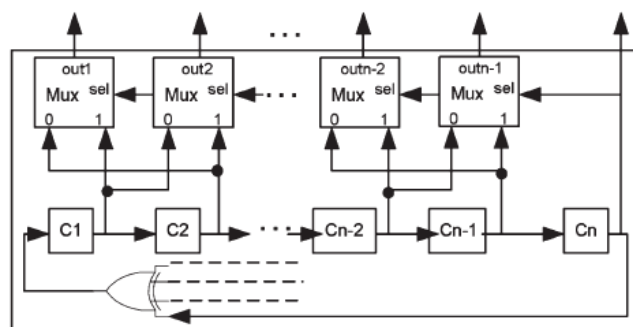 out1 out2 outn-2 outn-1
Mux sel Mux sel Mux sel Mux sel
0 1 0 1 0 1 0 1
C1 C2 Cn-2 Cn-1 Cn